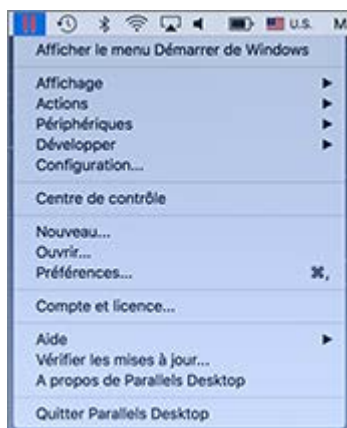 U.S. M
Afficher le menu Démarrer de Windows
Affichage
Actions
Périphériques
Développer
Configuration...
Centre de contrôle
Nouveau...
Ouvrir...
Préférences... ⌘,
Compte et licence...
Aide
Vérifier les mises à jour...
A propos de Parallels Desktop
Quitter Parallels Desktop